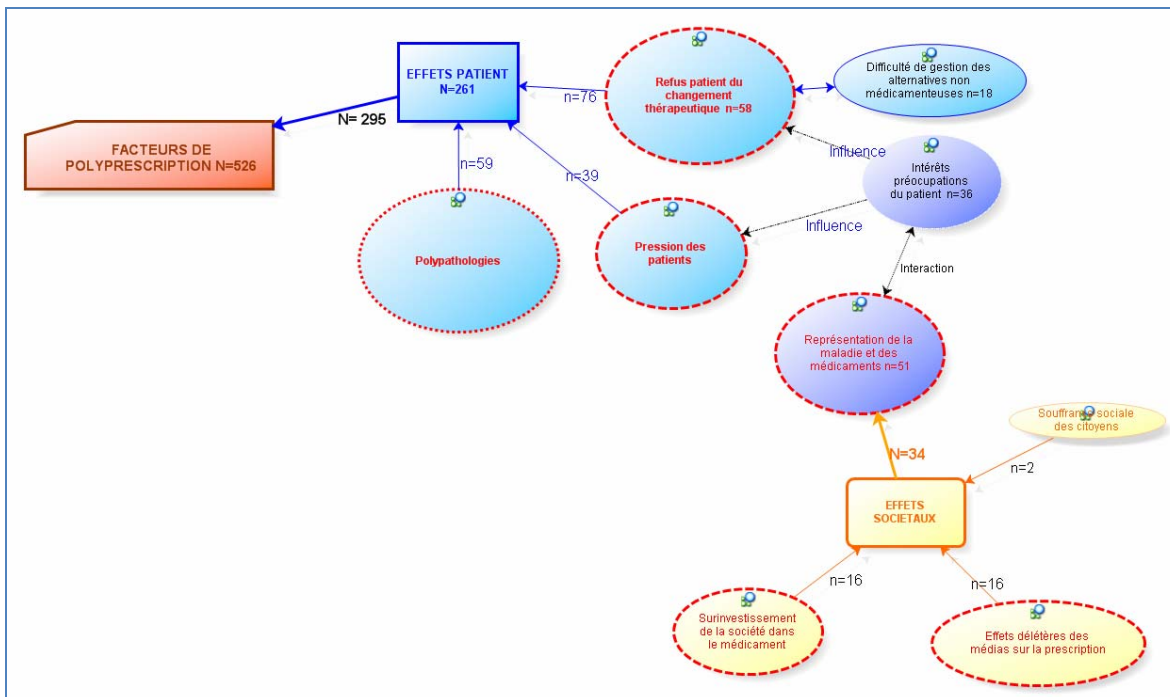 EFFETS PATIENT
N=261
Refus patient du
changement
thérapeutique n=58
Difficulté de gestion des
alternatives non
médicamenteuses n=18
n=76
N= 295
FACTEURS DE
POLYPRESCRIPTION N=526
n=59
n=39
Influence
Intérêts
préocupations
du patient n=36
Influence
Polypathologies
Pression des
patients
Interaction
Représentation de la
maladie et des
médicaments n=51
Souffrance sociale
des citoyens
N=34
n=2
EFFETS
SOCIETAUX
n=16
n=16
Surinvestissement
de la société dans
le médicament
Effets délétères des
médias sur la prescription